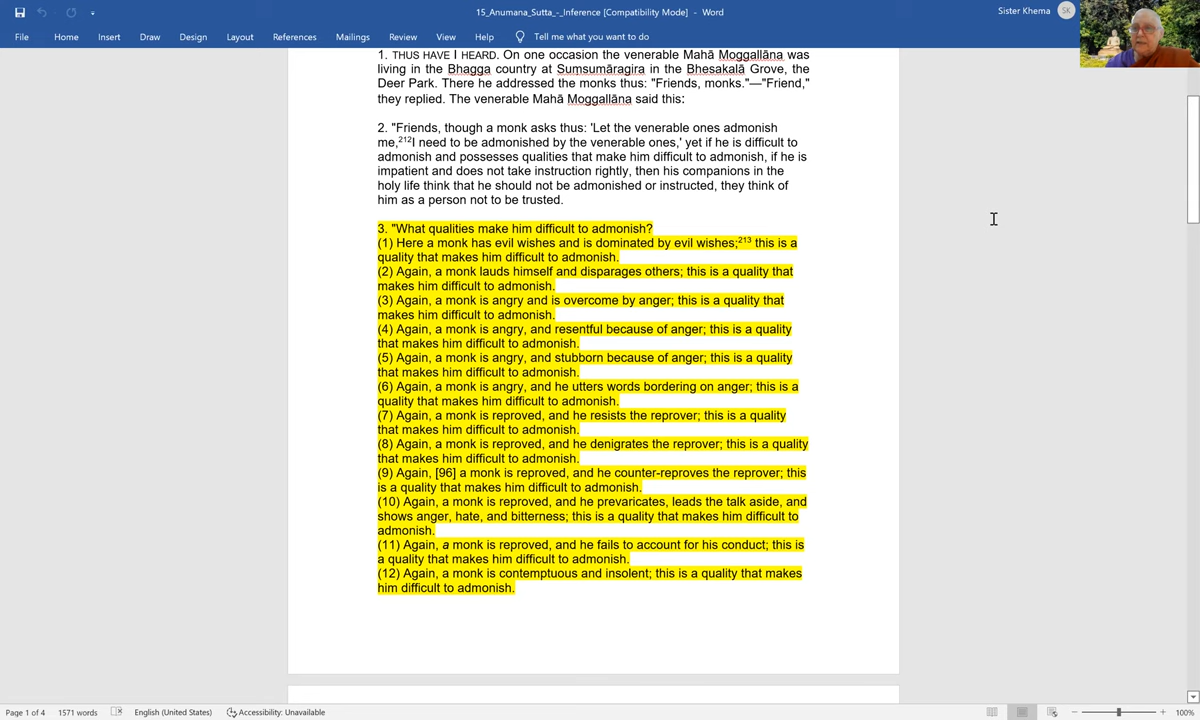 15_Anumana_Sutta_-_Inference [Compatibility Mode] - Word
Sister Khema
SK
File Home Insert Draw Design Layout References Mailings Review View Help Tell me what you want to do
1. THUS HAVE I HEARD. On one occasion the venerable Mahā Moggallāna was
living in the Bhagga country at Suṃsumāragira in the Bhesakalā Grove, the
Deer Park. There he addressed the monks thus: "Friends, monks."—"Friend,"
they replied. The venerable Mahā Moggallāna said this:
2. "Friends, though a monk asks thus: 'Let the venerable ones admonish
me,212I need to be admonished by the venerable ones,' yet if he is difficult to
admonish and possesses qualities that make him difficult to admonish, if he is
impatient and does not take instruction rightly, then his companions in the
holy life think that he should not be admonished or instructed, they think of
him as a person not to be trusted.
3. "What qualities make him difficult to admonish?
(1) Here a monk has evil wishes and is dominated by evil wishes;213 this is a
quality that makes him difficult to admonish.
(2) Again, a monk lauds himself and disparages others; this is a quality that
makes him difficult to admonish.
(3) Again, a monk is angry and is overcome by anger; this is a quality that
makes him difficult to admonish.
(4) Again, a monk is angry, and resentful because of anger; this is a quality
that makes him difficult to admonish.
(5) Again, a monk is angry, and stubborn because of anger; this is a quality
that makes him difficult to admonish.
(6) Again, a monk is angry, and he utters words bordering on anger; this is a
quality that makes him difficult to admonish.
(7) Again, a monk is reproved, and he resists the reprover; this is a quality
that makes him difficult to admonish.
(8) Again, a monk is reproved, and he denigrates the reprover; this is a quality
that makes him difficult to admonish.
(9) Again, [96] a monk is reproved, and he counter-reproves the reprover; this
is a quality that makes him difficult to admonish.
(10) Again, a monk is reproved, and he prevaricates, leads the talk aside, and
shows anger, hate, and bitterness; this is a quality that makes him difficult to
admonish.
(11) Again, a monk is reproved, and he fails to account for his conduct; this is
a quality that makes him difficult to admonish.
(12) Again, a monk is contemptuous and insolent; this is a quality that makes
him difficult to admonish.
Page 1 of 4 1571 words English (United States) Accessibility: Unavailable 100%